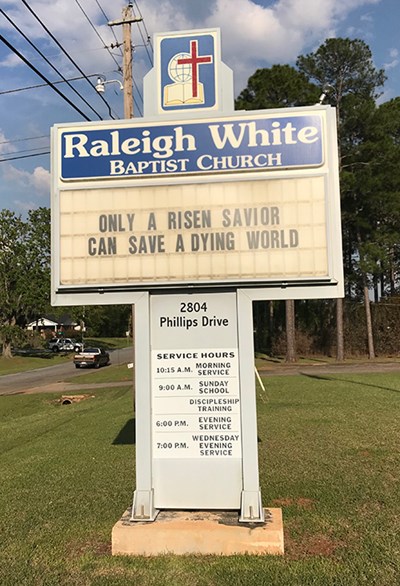 Raleigh White
BAPTIST CHURCH
ONLY A RISEN SAVIOR
CAN SAVE A DYING WORLD
2804
Phillips Drive
SERVICE HOURS
10:15 A.M. MORNING SERVICE
9:00 A.M. SUNDAY SCHOOL
DISCIPLESHIP TRAINING
6:00 P.M. EVENING SERVICE
7:00 P.M. WEDNESDAY EVENING SERVICE